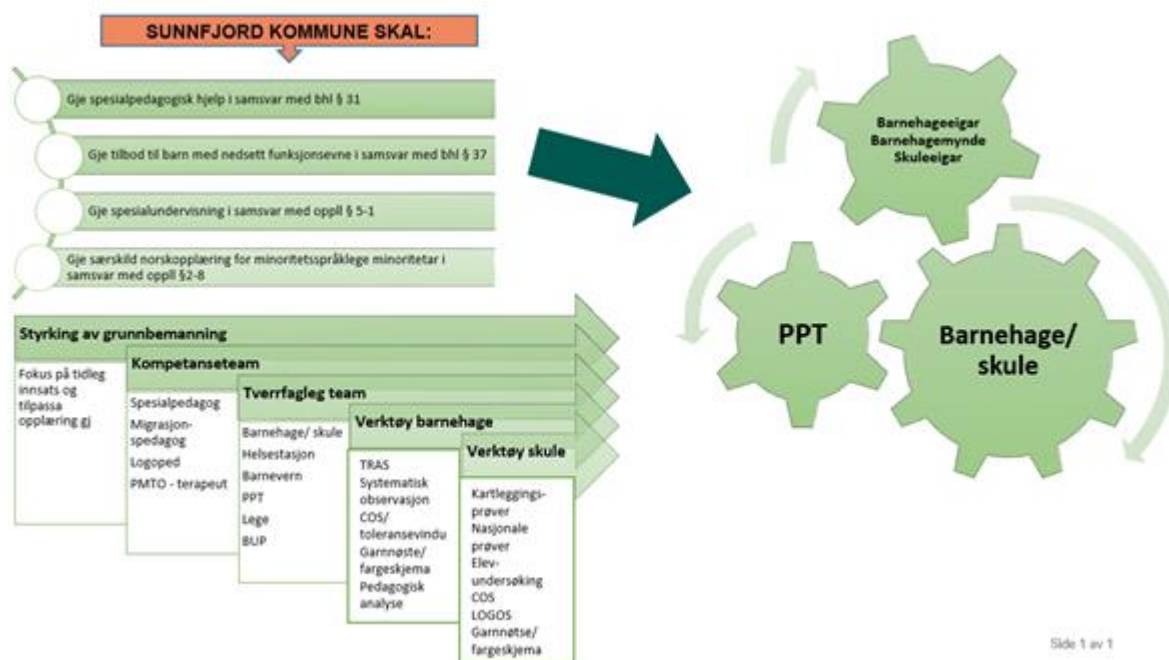 SUNNFJORD KOMMUNE SKAL:
Gje spesialpedagogisk hjelp i samsvar med bhl § 31
Gje tilbod til barn med nedsett funksjonsevne i samsvar med bhl § 37
Gje spesialundervisning i samsvar med oppll § 5-1
Gje særskild norskopplæring for minoritetsspråklege minoritetar i
samsvar med oppll §2-8
Barnehageeigar
Barnehagemynde
Skuleeigar
PPT
Barnehage/
skule
Styrking av grunnbemanning
Fokus på tidleg
innsats og
tilpassa
opplæring gj
Kompetanseteam
Spesialpedagog
Migrasjon-
spedagog
Logoped
PMTO - terapeut
Tverrfagleg team
Barnehage/ skule
Helsestasjon
Barnevern
PPT
Lege
BUP
Verktøy barnehage
TRAS
Systematisk
observasjon
COS/
toleransevindu
Garnnøste/
fargeskjema
Pedagogisk
analyse
Verktøy skule
Kartleggings-
prøver
Nasjonale
prøver
Elev-
undersøking
COS
LOGOS
Garnnøtse/
fargeskjema
Side 1 av 1